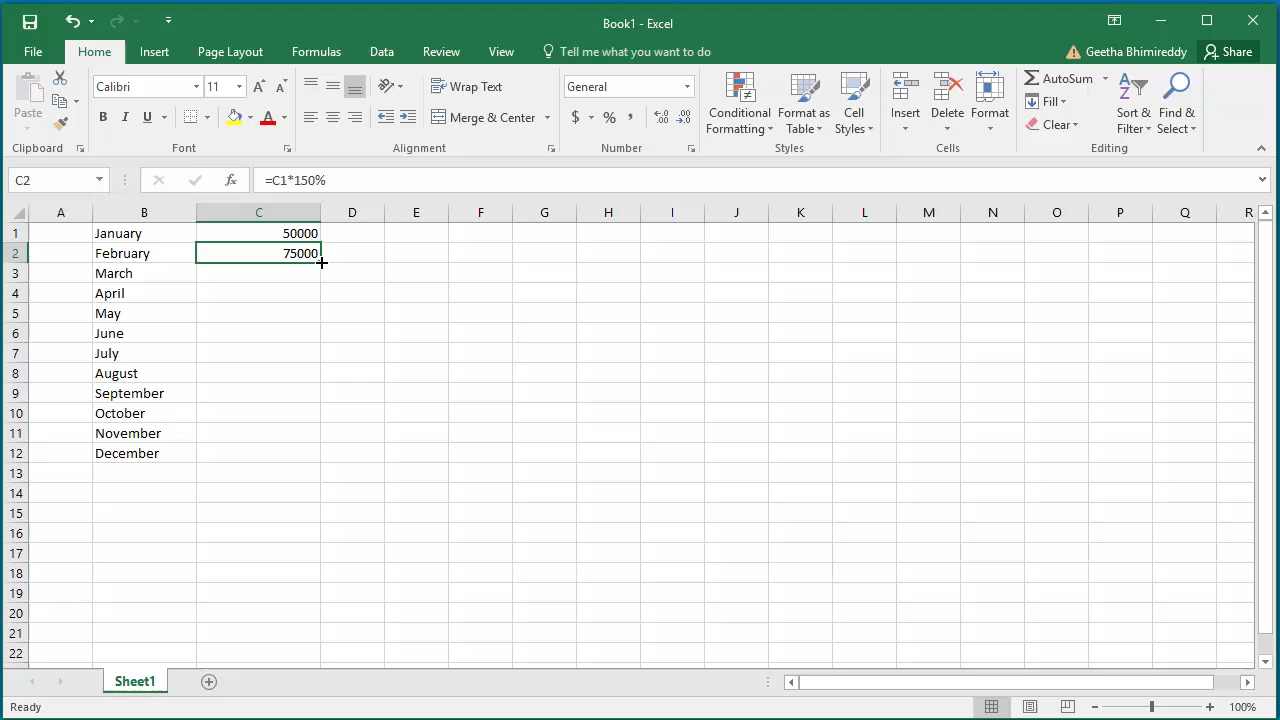 Book1 - Excel
File Home Insert Page Layout Formulas Data Review View Tell me what you want to do Geetha Bhimireddy Share
Paste
Calibri 11
B I U
Wrap Text
Merge & Center
General
$ % ,
Conditional Formatting
Format as Table
Cell Styles
Insert
Delete
Format
AutoSum
Fill
Clear
Sort & Filter
Find & Select
Clipboard Font Alignment Number Styles Cells Editing
C2 fx =C1*150%
A B C D E F G H I J K L M N O P Q R
1 January 50000
2 February 75000
3 March
4 April
5 May
6 June
7 July
8 August
9 September
10 October
11 November
12 December
13
14
15
16
17
18
19
20
21
22
Sheet1
Ready 100%